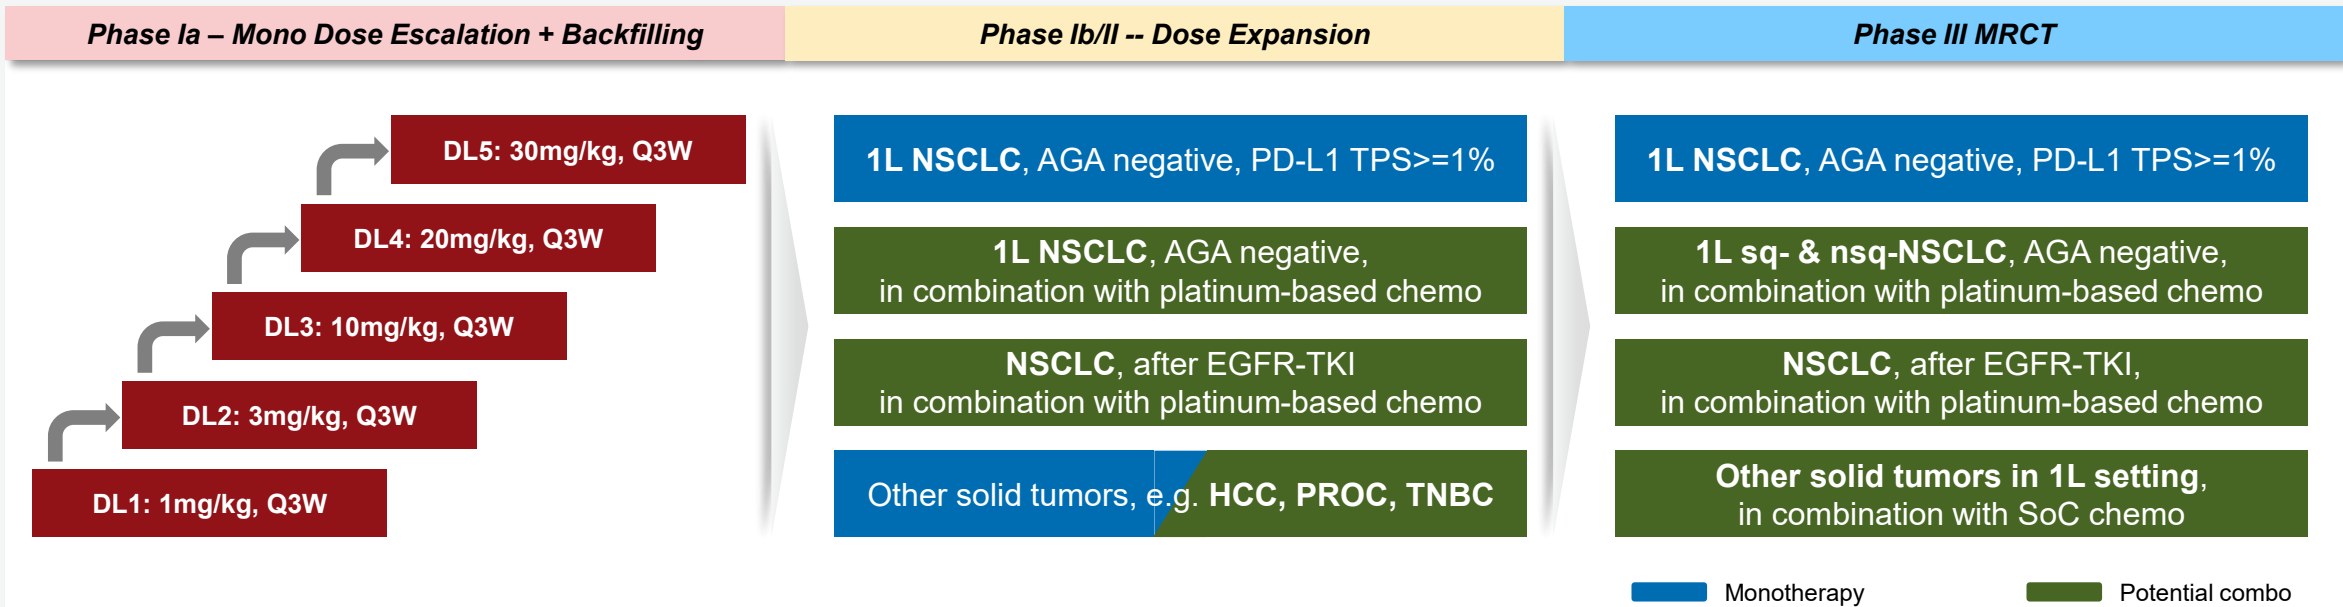 Phase Ia – Mono Dose Escalation + Backfilling
Phase Ib/II -- Dose Expansion
Phase III MRCT
DL5: 30mg/kg, Q3W
DL4: 20mg/kg, Q3W
DL3: 10mg/kg, Q3W
DL2: 3mg/kg, Q3W
DL1: 1mg/kg, Q3W
1L NSCLC, AGA negative, PD-L1 TPS>=1%
1L NSCLC, AGA negative,
in combination with platinum-based chemo
NSCLC, after EGFR-TKI
in combination with platinum-based chemo
Other solid tumors, e.g. HCC, PROC, TNBC
1L NSCLC, AGA negative, PD-L1 TPS>=1%
1L sq- & nsq-NSCLC, AGA negative,
in combination with platinum-based chemo
NSCLC, after EGFR-TKI,
in combination with platinum-based chemo
Other solid tumors in 1L setting,
in combination with SoC chemo
Monotherapy
Potential combo